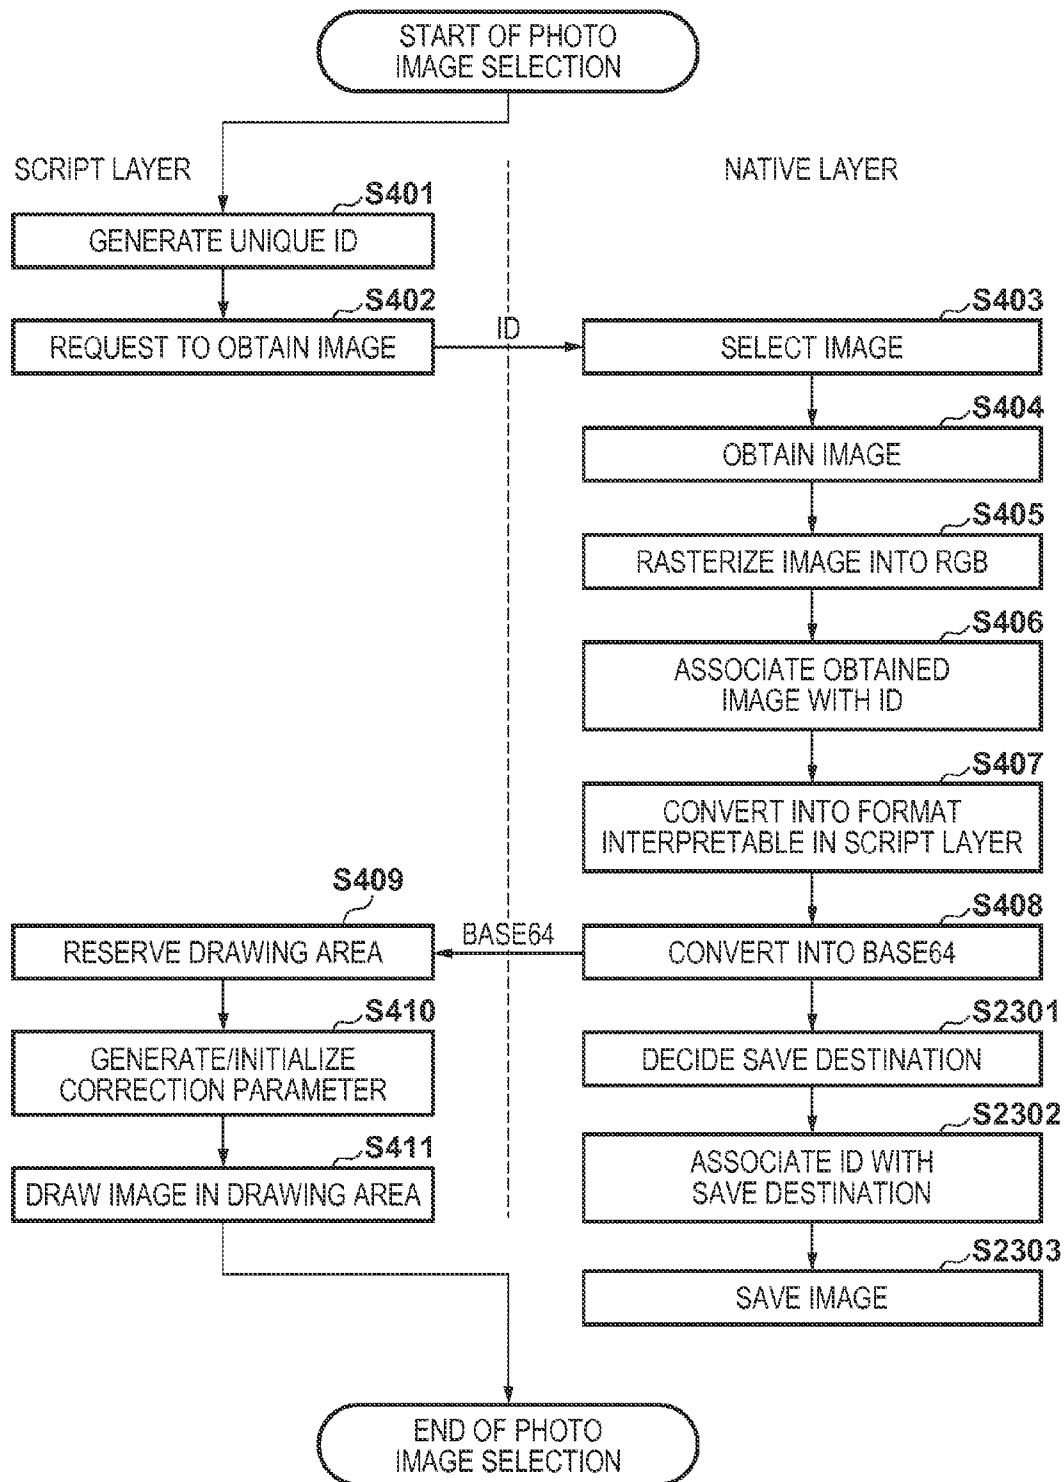 START OF PHOTO
IMAGE SELECTION
SCRIPT LAYER
NATIVE LAYER
S401
GENERATE UNIQUE ID
S402
REQUEST TO OBTAIN IMAGE
ID
S403
SELECT IMAGE
S404
OBTAIN IMAGE
S405
RASTERIZE IMAGE INTO RGB
S406
ASSOCIATE OBTAINED
IMAGE WITH ID
S407
CONVERT INTO FORMAT
INTERPRETABLE IN SCRIPT LAYER
S408
CONVERT INTO BASE64
BASE64
S409
RESERVE DRAWING AREA
S410
GENERATE/INITIALIZE
CORRECTION PARAMETER
S411
DRAW IMAGE IN DRAWING AREA
S2301
DECIDE SAVE DESTINATION
S2302
ASSOCIATE ID WITH
SAVE DESTINATION
S2303
SAVE IMAGE
END OF PHOTO
IMAGE SELECTION